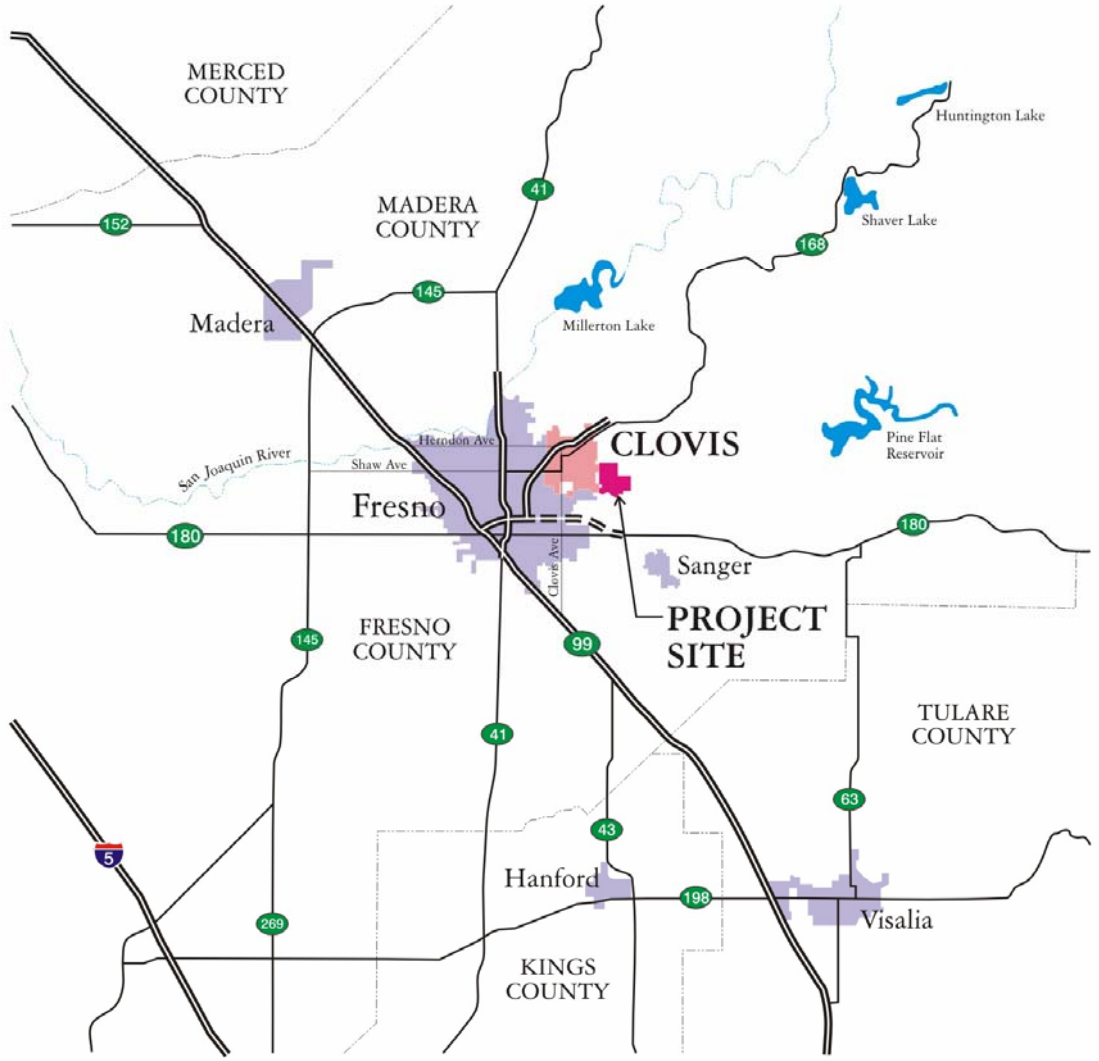 MERCED
COUNTY
Huntington Lake
41
MADERA
COUNTY
152
Shaver Lake
168
145
Madera
Millerton Lake
Herndon Ave
CLOVIS
Pine Flat
Reservoir
San Joaquin River
Shaw Ave
Fresno
180
180
Clovis Ave
Sanger
PROJECT
SITE
FRESNO
COUNTY
145
99
TULARE
COUNTY
41
63
43
5
Hanford
198
Visalia
269
KINGS
COUNTY